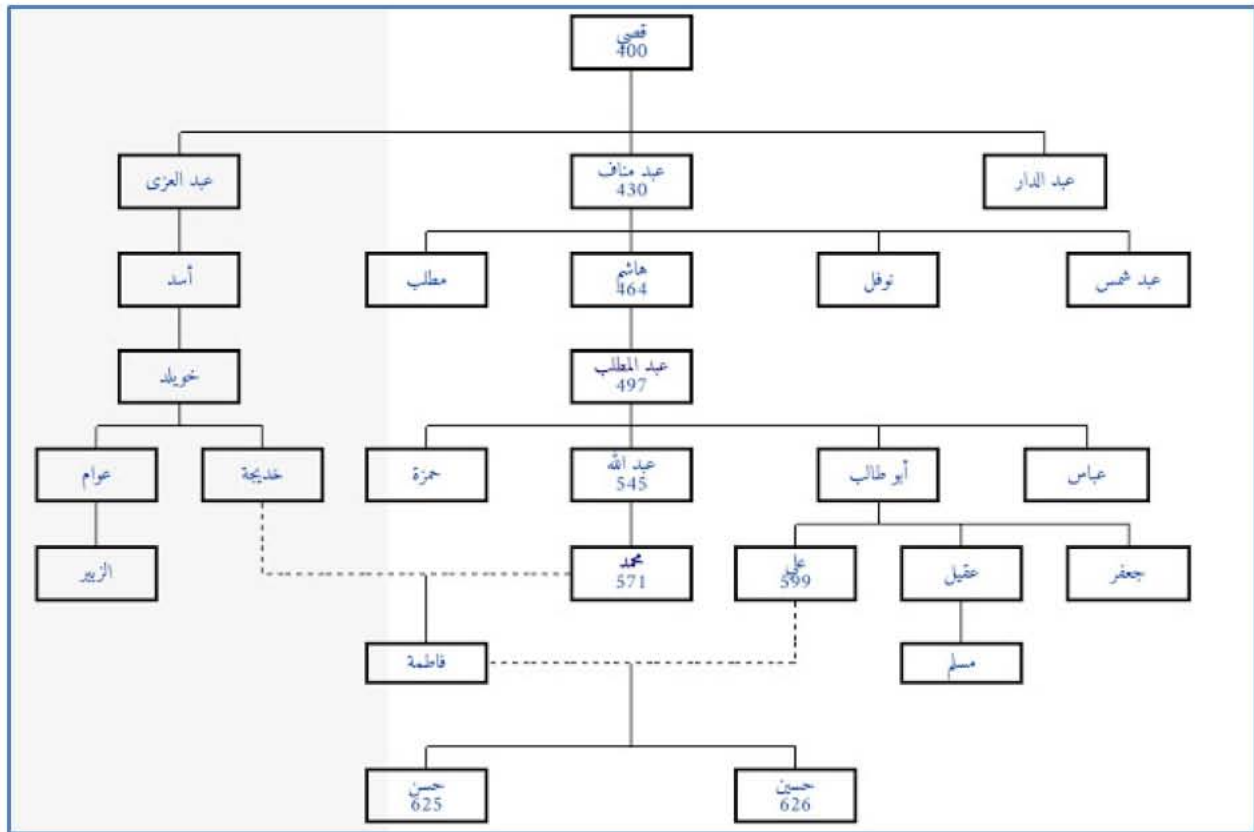 قصي
400
عبد الدار
عبد مناف
430
عبد العزى
عبد شمس
نوفل
هاشم
464
مطلب
أسد
عبد المطلب
497
خويلد
عباس
أبو طالب
عبد الله
545
حمزة
خديجة
عوام
جعفر
عقيل
علي
599
محمد
571
الزبير
مسلم
فاطمة
حسين
626
حسن
625